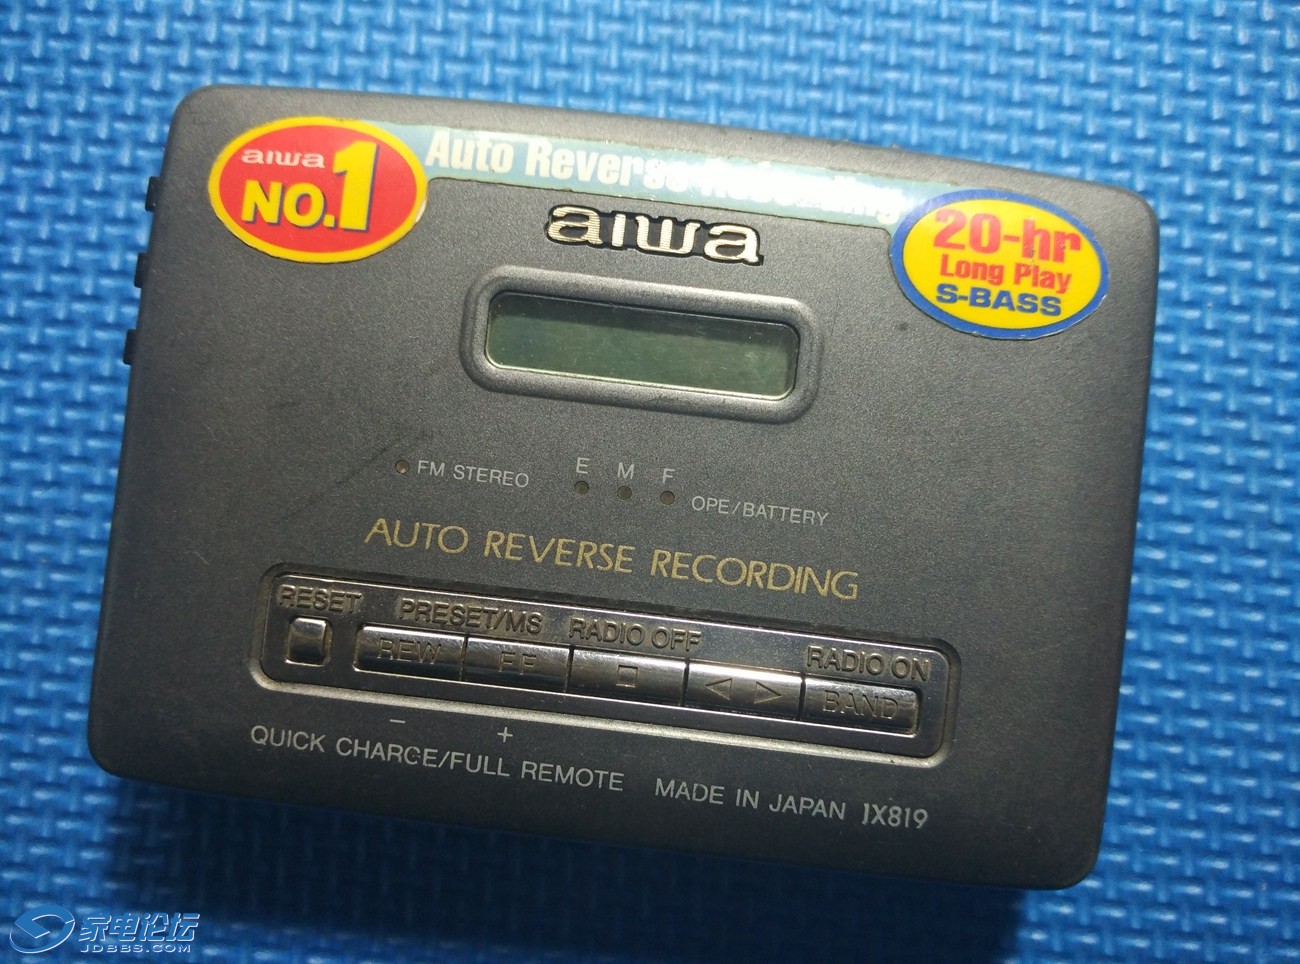 aiwa
NO.1
Auto Reverse Recording
20-hr
Long Play
S-BASS
aiwa
FM STEREO
E M F
OPE/BATTERY
AUTO REVERSE RECORDING
RESET PRESET/MS RADIO OFF RADIO ON
REW FF □ ◁ ▷ BAND
− +
QUICK CHARGE/FULL REMOTE MADE IN JAPAN JX819
家电论坛
JDBBS.COM